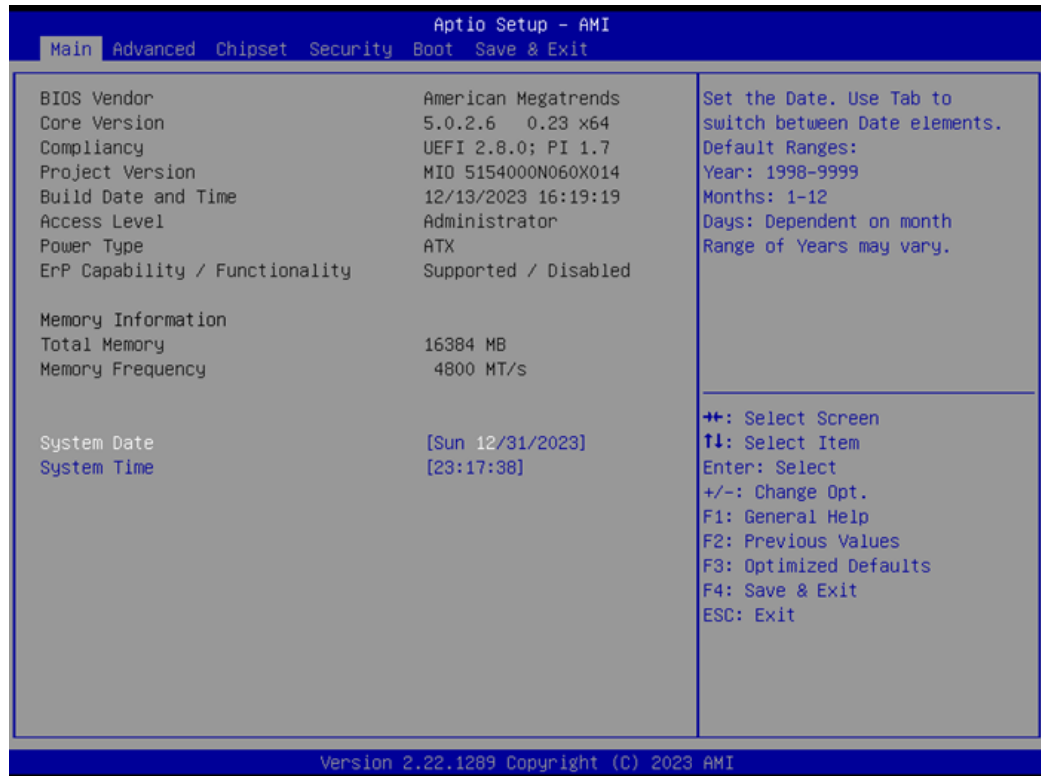 Aptio Setup – AMI
Main Advanced Chipset Security Boot Save & Exit
BIOS Vendor American Megatrends
Core Version 5.0.2.6 0.23 x64
Compliancy UEFI 2.8.0; PI 1.7
Project Version MIO 5154000N060X014
Build Date and Time 12/13/2023 16:19:19
Access Level Administrator
Power Type ATX
ErP Capability / Functionality Supported / Disabled
Memory Information
Total Memory 16384 MB
Memory Frequency 4800 MT/s
System Date [Sun 12/31/2023]
System Time [23:17:38]
Set the Date. Use Tab to
switch between Date elements.
Default Ranges:
Year: 1998–9999
Months: 1–12
Days: Dependent on month
Range of Years may vary.
→←: Select Screen
↑↓: Select Item
Enter: Select
+/-: Change Opt.
F1: General Help
F2: Previous Values
F3: Optimized Defaults
F4: Save & Exit
ESC: Exit
Version 2.22.1289 Copyright (C) 2023 AMI